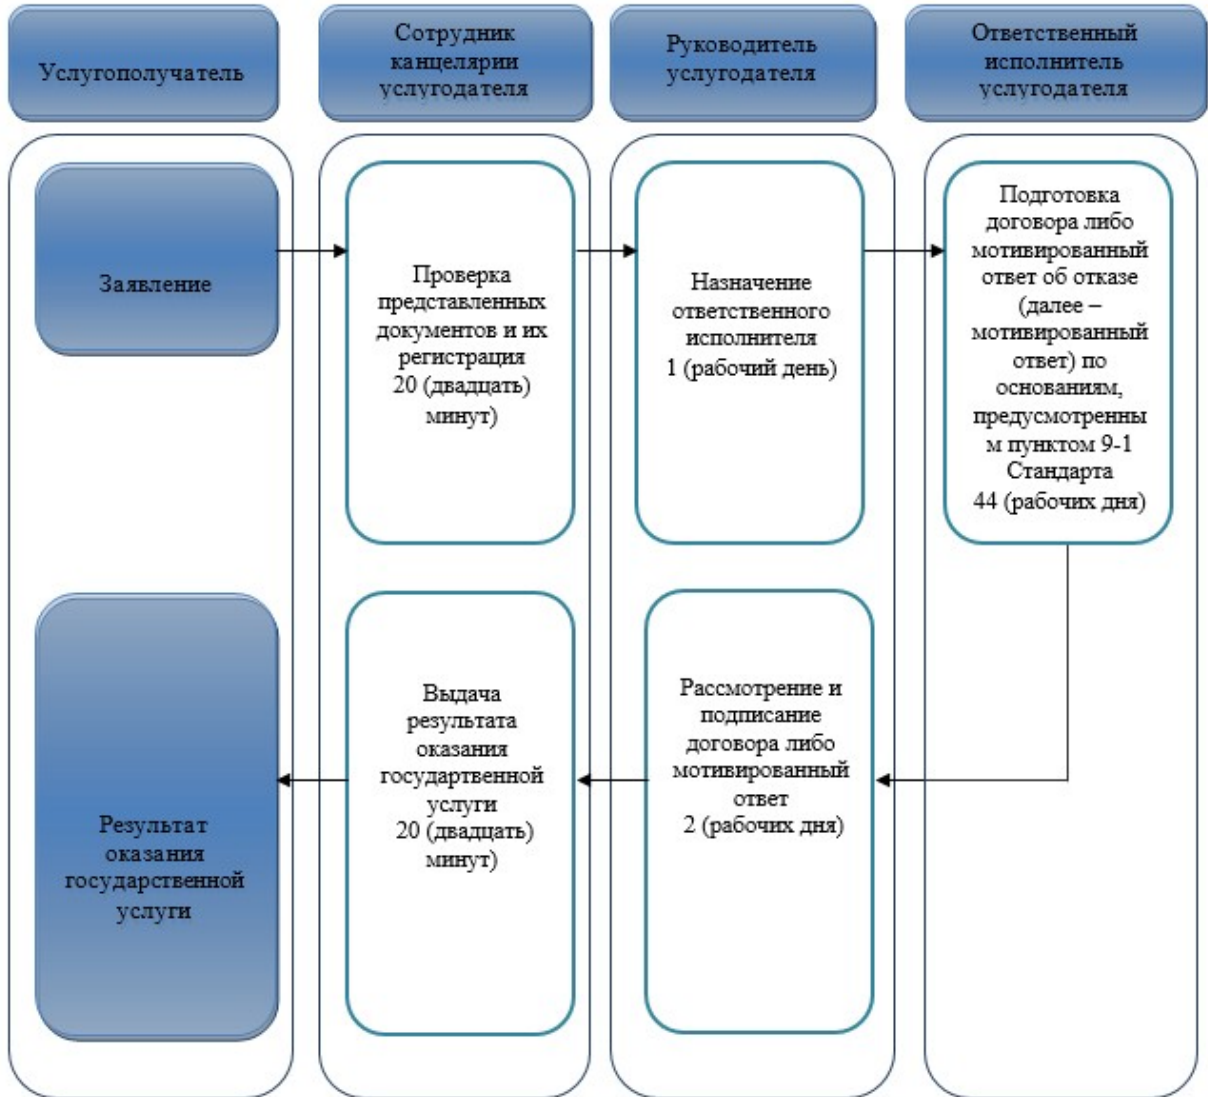 Услугополучатель
Сотрудник
канцелярии
услугодателя
Руководитель
услугодателя
Ответственный
исполнитель
услугодателя
Заявление
Проверка
представленных
документов и их
регистрация
20 (двадцать)
минут)
Назначение
ответственного
исполнителя
1 (рабочий день)
Подготовка
договора либо
мотивированный
ответ об отказе
(далее –
мотивированный
ответ) по
основаниям,
предусмотренны
м пунктом 9-1
Стандарта
44 (рабочих дня)
Результат
оказания
государственной
услуги
Выдача
результата
оказания
государтвенной
услуги
20 (двадцать)
минут)
Рассмотрение и
подписание
договора либо
мотивированный
ответ
2 (рабочих дня)